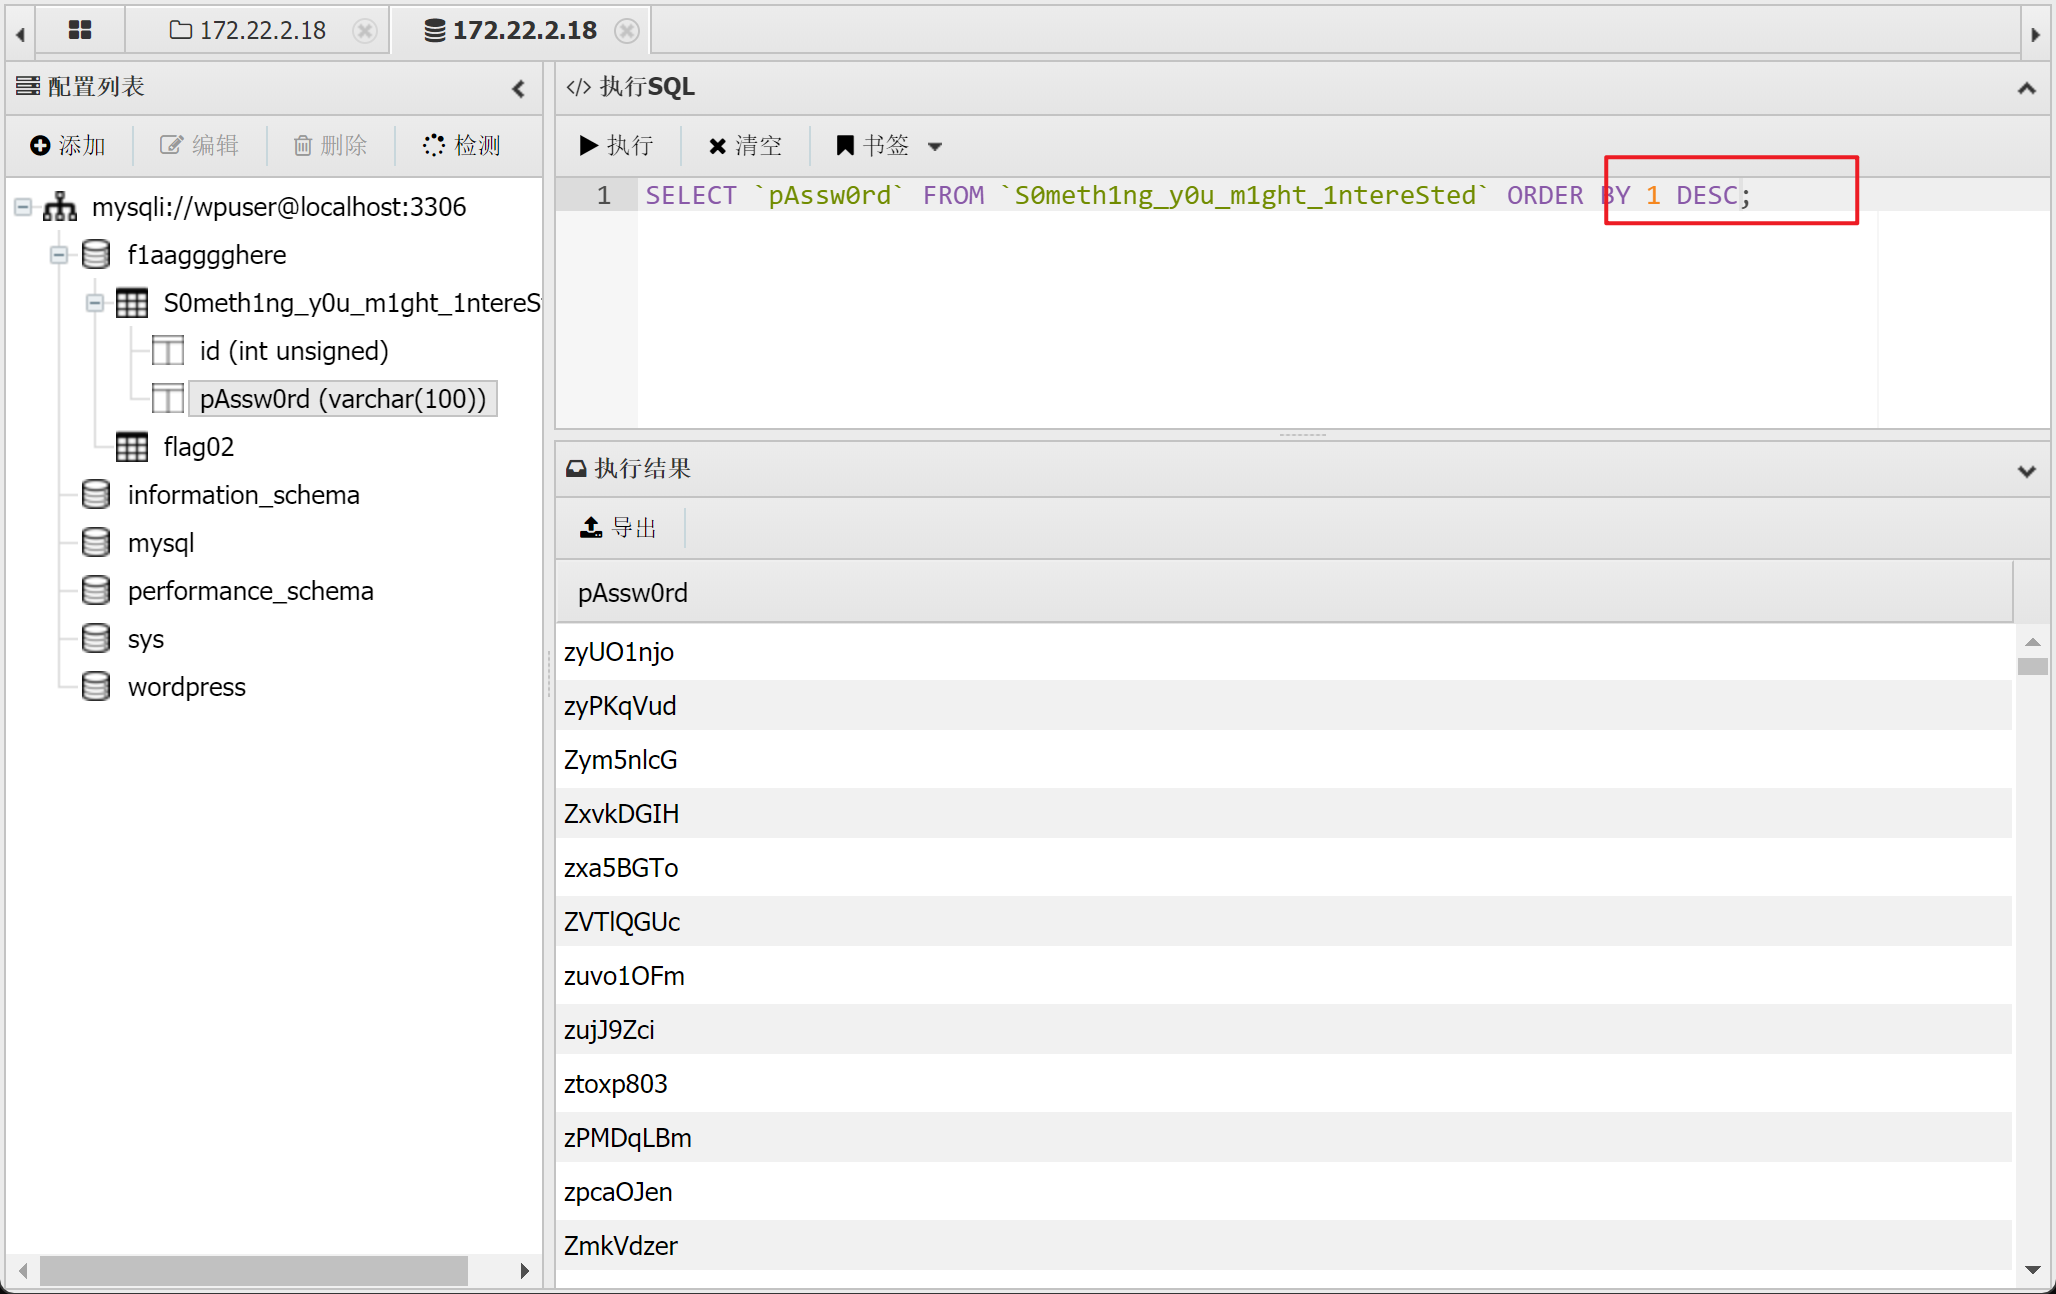 172.22.2.18
172.22.2.18
配置列表
添加
编辑
删除
检测
mysqli://wpuser@localhost:3306
f1aagggghere
S0meth1ng_y0u_m1ght_1ntereS
id (int unsigned)
pAssw0rd (varchar(100))
flag02
information_schema
mysql
performance_schema
sys
wordpress
</> 执行SQL
执行
清空
书签
1 SELECT `pAssw0rd` FROM `S0meth1ng_y0u_m1ght_1ntereSted` ORDER BY 1 DESC;
执行结果
导出
pAssw0rd
zyUO1njo
zyPKqVud
Zym5nlcG
ZxvkDGIH
zxa5BGTo
ZVTlQGUc
zuvo1OFm
zujJ9Zci
ztoxp803
zPMDqLBm
zpcaOJen
ZmkVdzer